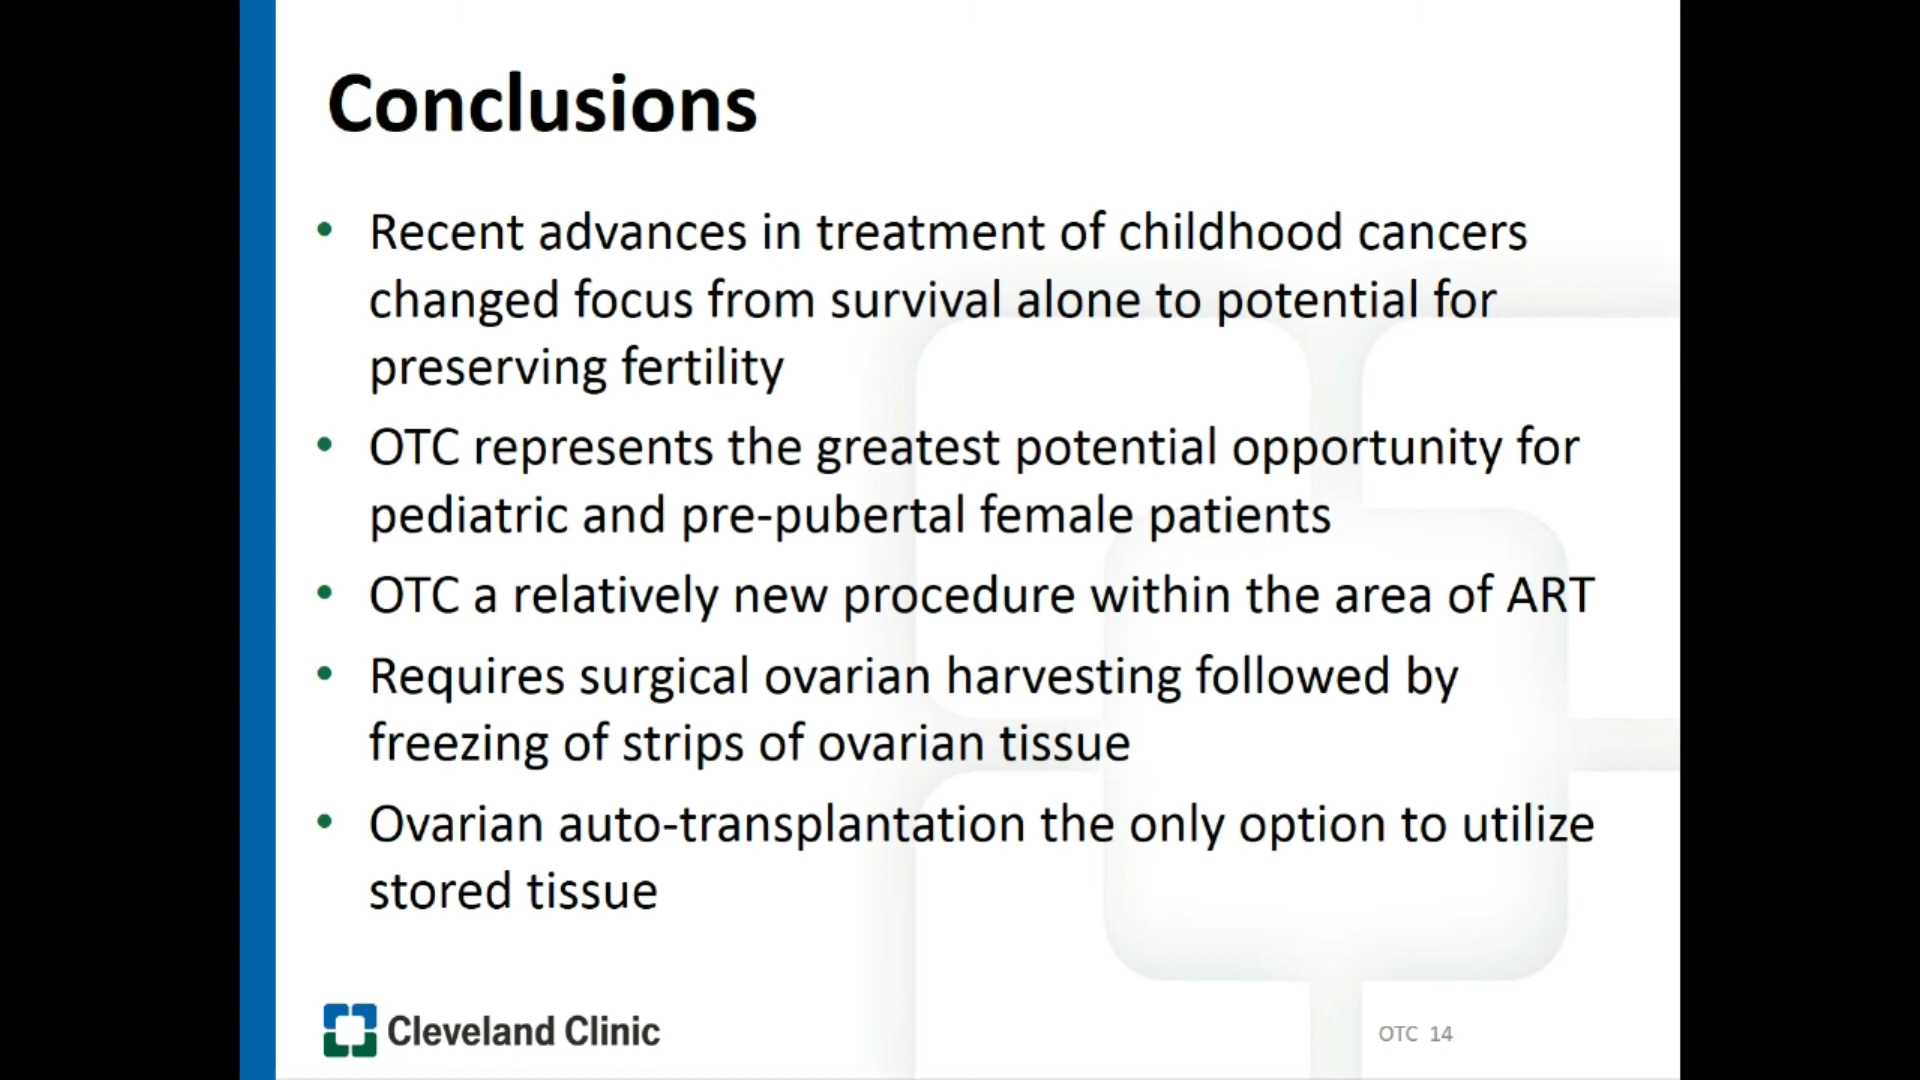 Conclusions
• Recent advances in treatment of childhood cancers
changed focus from survival alone to potential for
preserving fertility
• OTC represents the greatest potential opportunity for
pediatric and pre-pubertal female patients
• OTC a relatively new procedure within the area of ART
• Requires surgical ovarian harvesting followed by
freezing of strips of ovarian tissue
• Ovarian auto-transplantation the only option to utilize
stored tissue
Cleveland Clinic
OTC 14